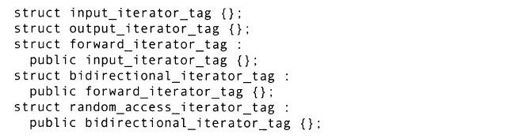 struct input_iterator_tag {};
struct output_iterator_tag {};
struct forward_iterator_tag :
  public input_iterator_tag {};
struct bidirectional_iterator_tag :
  public forward_iterator_tag {};
struct random_access_iterator_tag :
  public bidirectional_iterator_tag {};